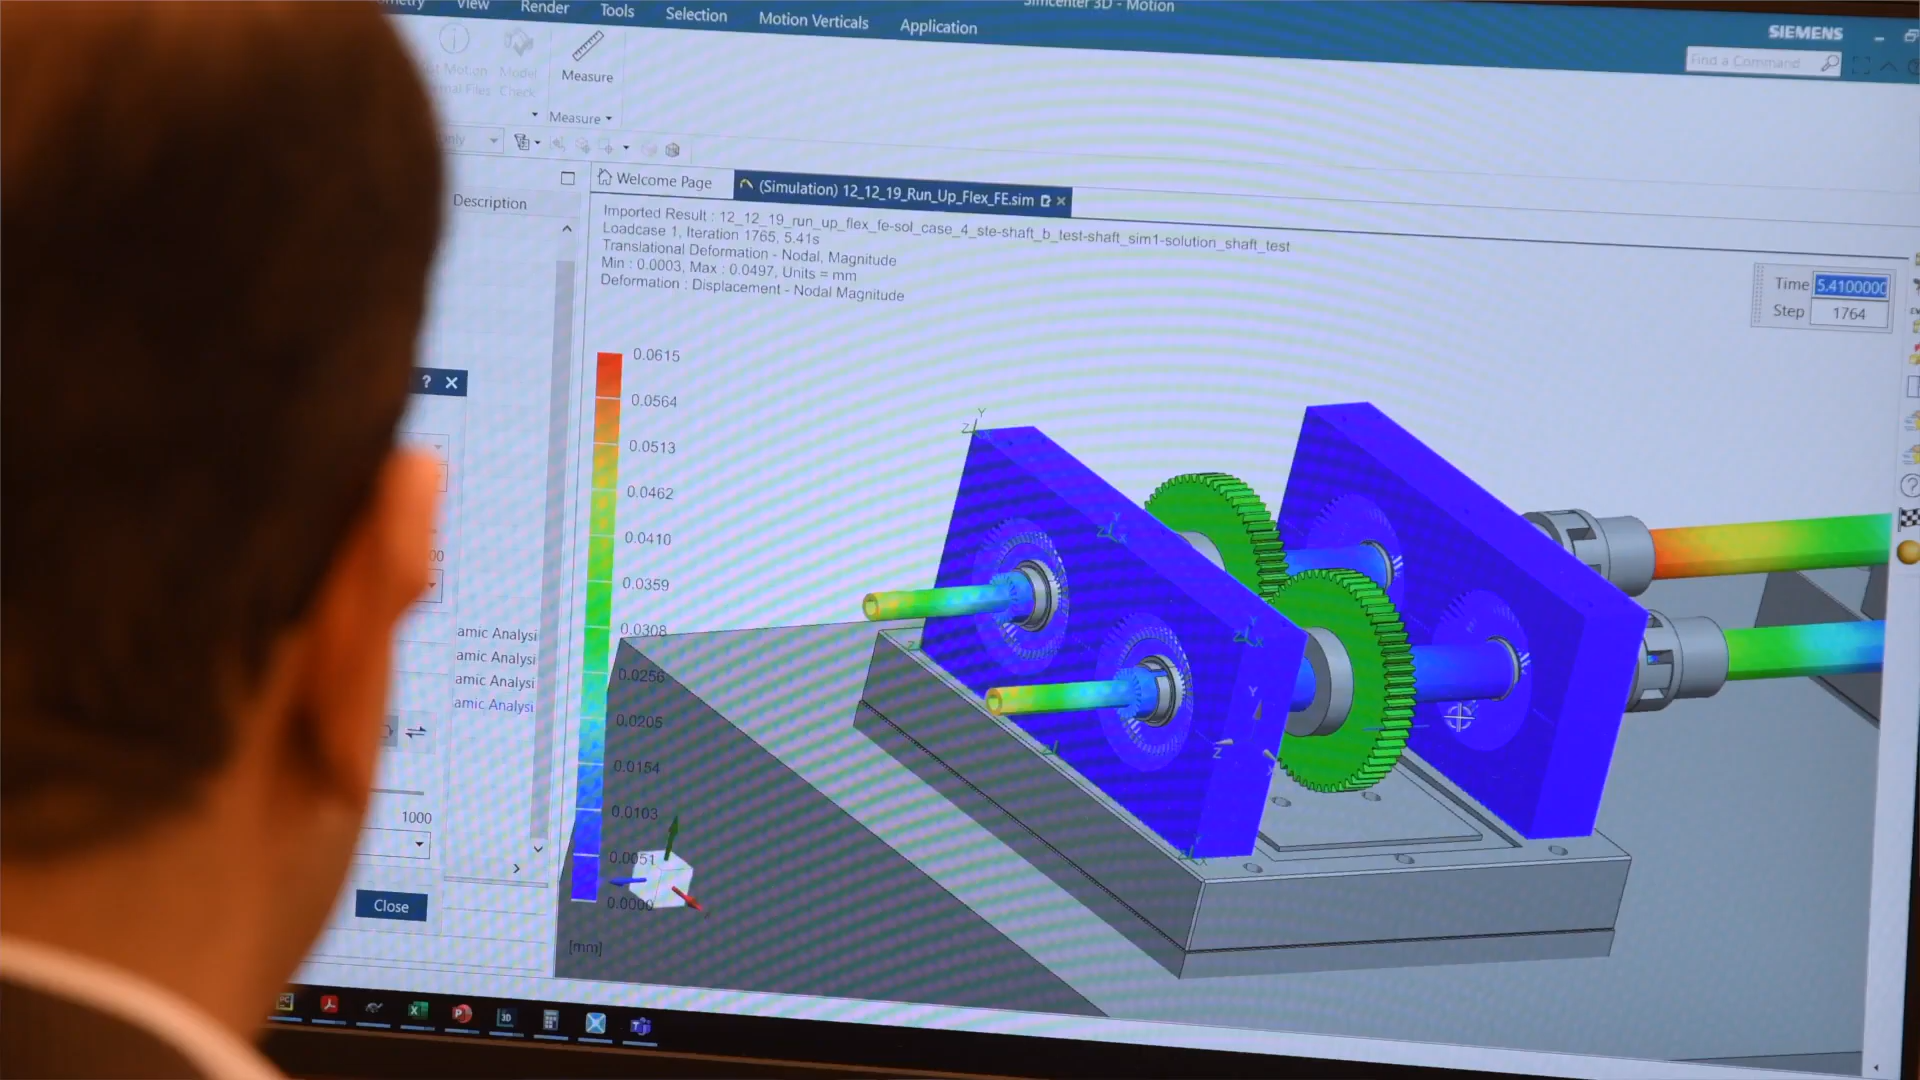 Simcenter 3D - Motion
View Render Tools Selection Motion Verticals Application
SIEMENS
Find a Command
Model
Check
Measure
Measure
Welcome Page
(Simulation) 12_12_19_Run_Up_Flex_FE.sim
Description
Imported Result : 12_12_19_run_up_flex_fe-sol_case_4_ste-shaft_b_test-shaft_sim1-solution_shaft_test
Loadcase 1, Iteration 1765, 5.41s
Translational Deformation - Nodal, Magnitude
Min : 0.0003, Max : 0.0497, Units = mm
Deformation : Displacement - Nodal Magnitude
Time 5.4100000
Step 1764
0.0615
0.0564
0.0513
0.0462
0.0410
0.0359
0.0308
0.0256
0.0205
0.0154
0.0103
0.0051
0.0000
[mm]
amic Analysi
amic Analysi
amic Analysi
amic Analysi
1000
Close